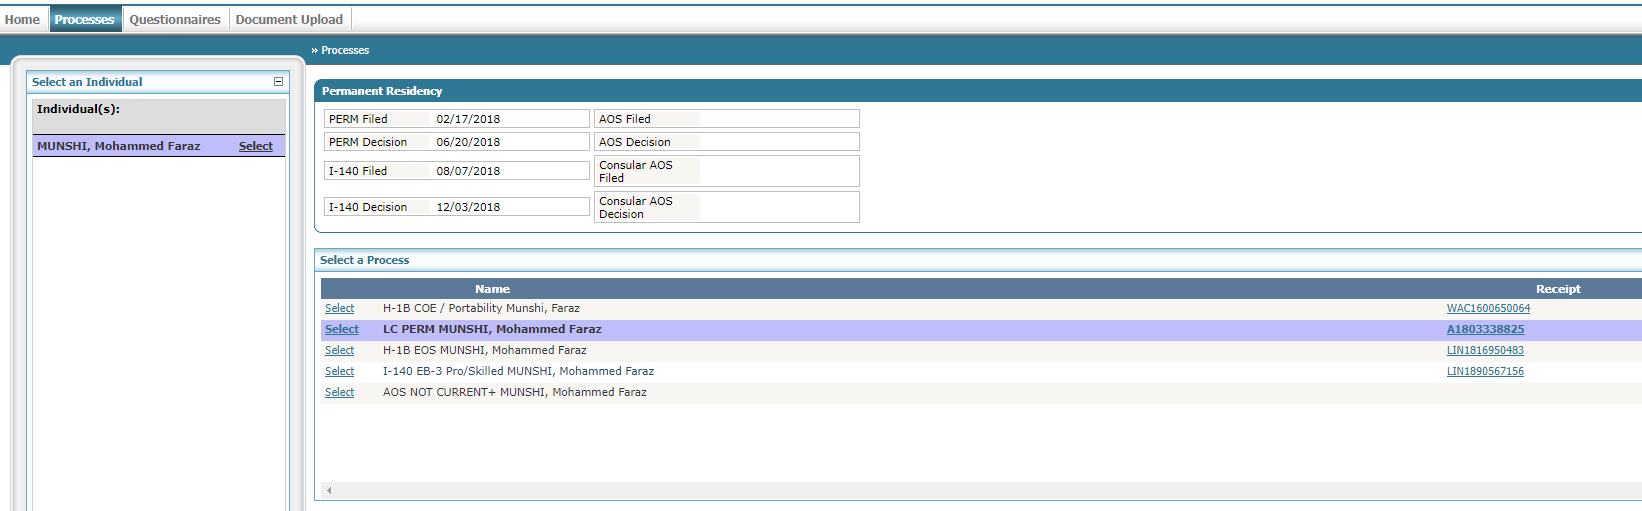 Home Processes Questionnaires Document Upload
» Processes
Select an Individual
Individual(s):
MUNSHI, Mohammed Faraz Select
Permanent Residency
PERM Filed 02/17/2018 AOS Filed
PERM Decision 06/20/2018 AOS Decision
I-140 Filed 08/07/2018 Consular AOS
Filed
I-140 Decision 12/03/2018 Consular AOS
Decision
Select a Process
Name Receipt
Select H-1B COE / Portability Munshi, Faraz WAC1600650064
Select LC PERM MUNSHI, Mohammed Faraz A1803338825
Select H-1B EOS MUNSHI, Mohammed Faraz LIN1816950483
Select I-140 EB-3 Pro/Skilled MUNSHI, Mohammed Faraz LIN1890567156
Select AOS NOT CURRENT+ MUNSHI, Mohammed Faraz